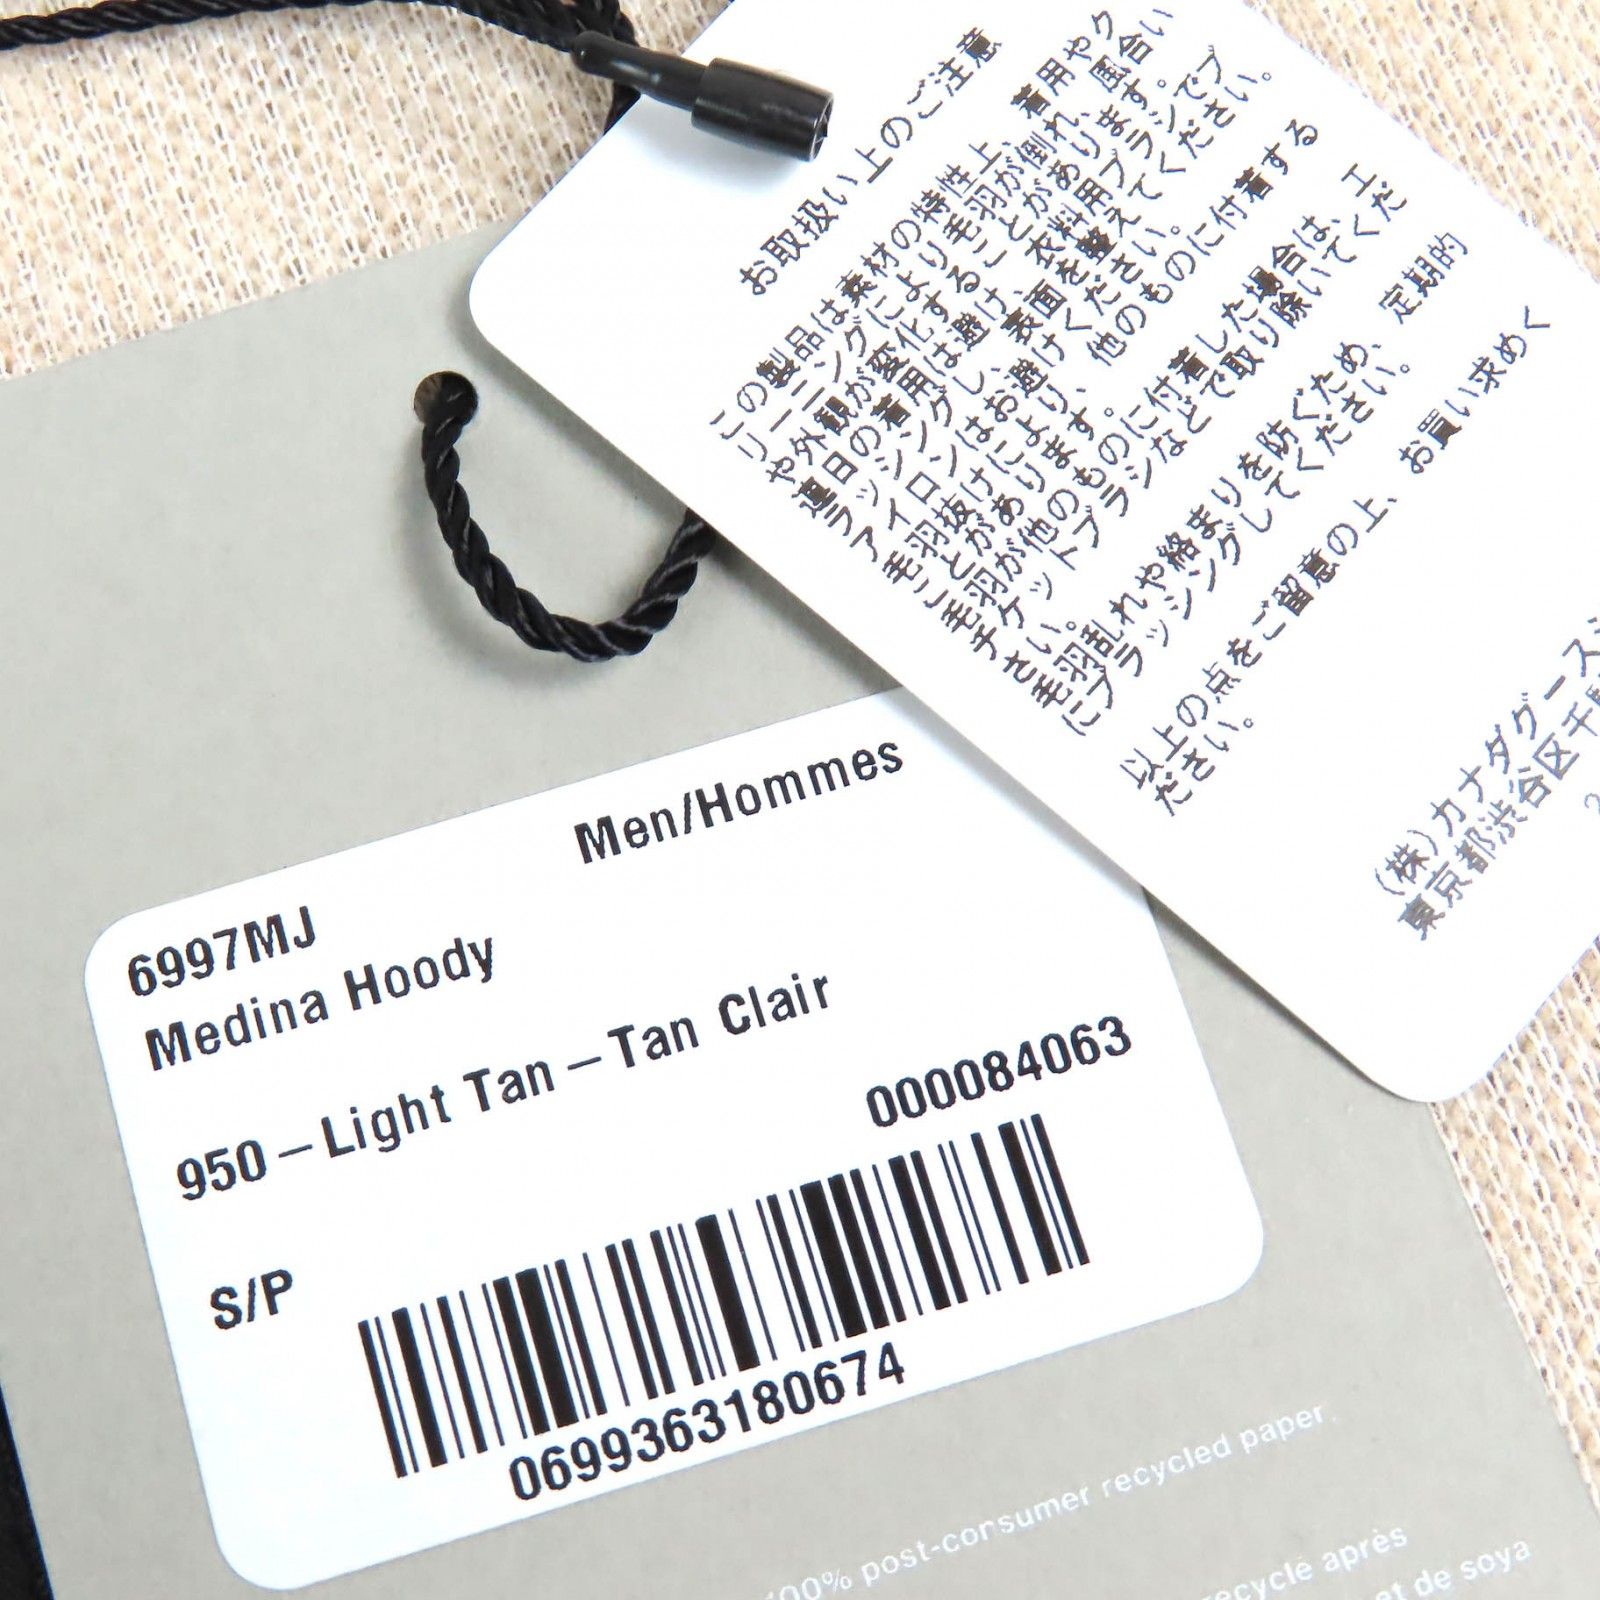 お取扱い上のご注意
この製品は素材の特性上、着用やク
リーニングにより毛羽が倒れ、風合い
や外観が変化することがあります。
連日の着用は避け、衣料用ブラシでブ
ラッシングし、表面を整えてください。
アイロンはお避けください。
毛羽抜けにより、他のものに付着する
ことがあります。
毛羽が他のものに付着した場合は、エ
チケットブラシなどで取り除いてくだ
さい。
毛羽乱れや絡まりを防ぐため、定期的
にブラッシングしてください。
以上の点をご留意の上、お買い求めく
ださい。
(株)カナダグース
東京都渋谷区千
Men/Hommes
6997MJ
Medina Hoody
950 – Light Tan – Tan Clair
000084063
S/P
0699363180674
100% post-consumer recycled paper.
recyclé après
et de soya